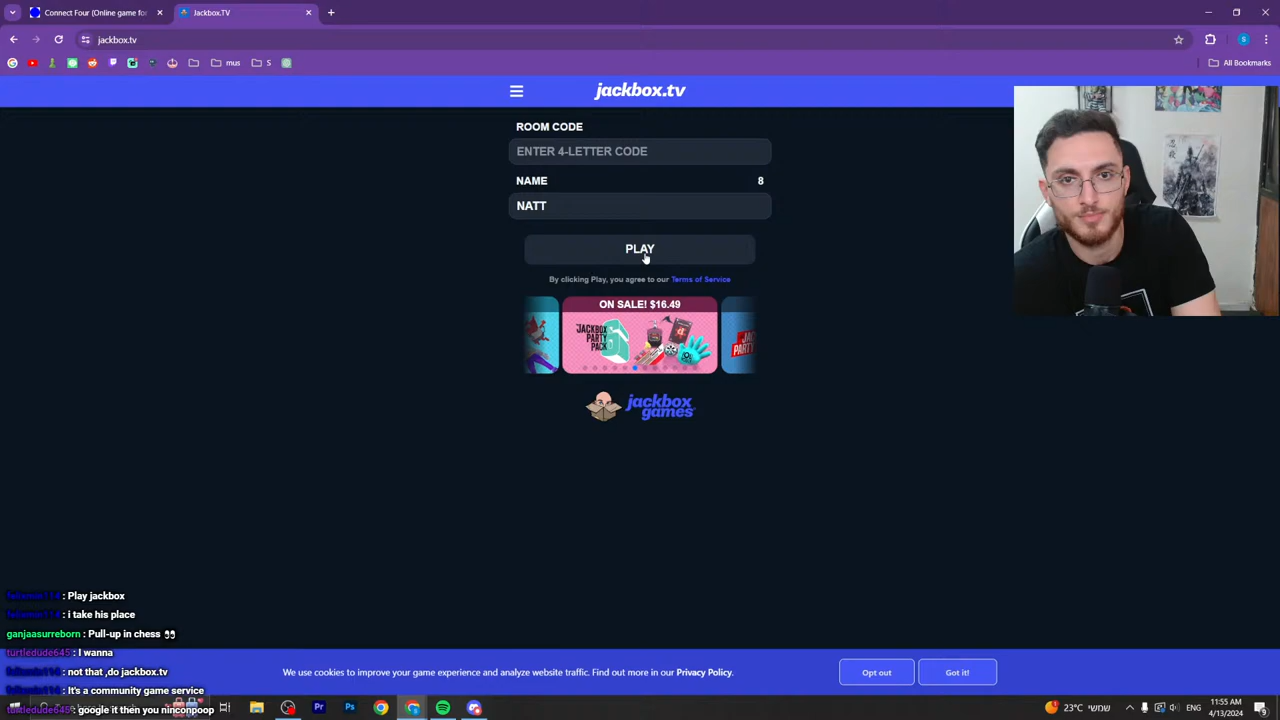 Connect Four (Online game for
Jackbox.TV
jackbox.tv
mus
S
All Bookmarks
jackbox.tv
ROOM CODE
ENTER 4-LETTER CODE
NAME 8
NATT
PLAY
By clicking Play, you agree to our Terms of Service
ON SALE! $16.49
JACKBOX
PARTY
PACK
jackbox
games
: Play jackbox
: i take his place
ganjaasurreborn : Pull-up in chess 👀
turtledude645 : I wanna
: not that ,do jackbox.tv
: It's a community game service
turtledude645 : google it then you ninconpoop
We use cookies to improve your game experience and analyze website traffic. Find out more in our Privacy Policy.
Opt out
Got it!
23°C שמשי
ENG
11:55 AM
4/13/2024